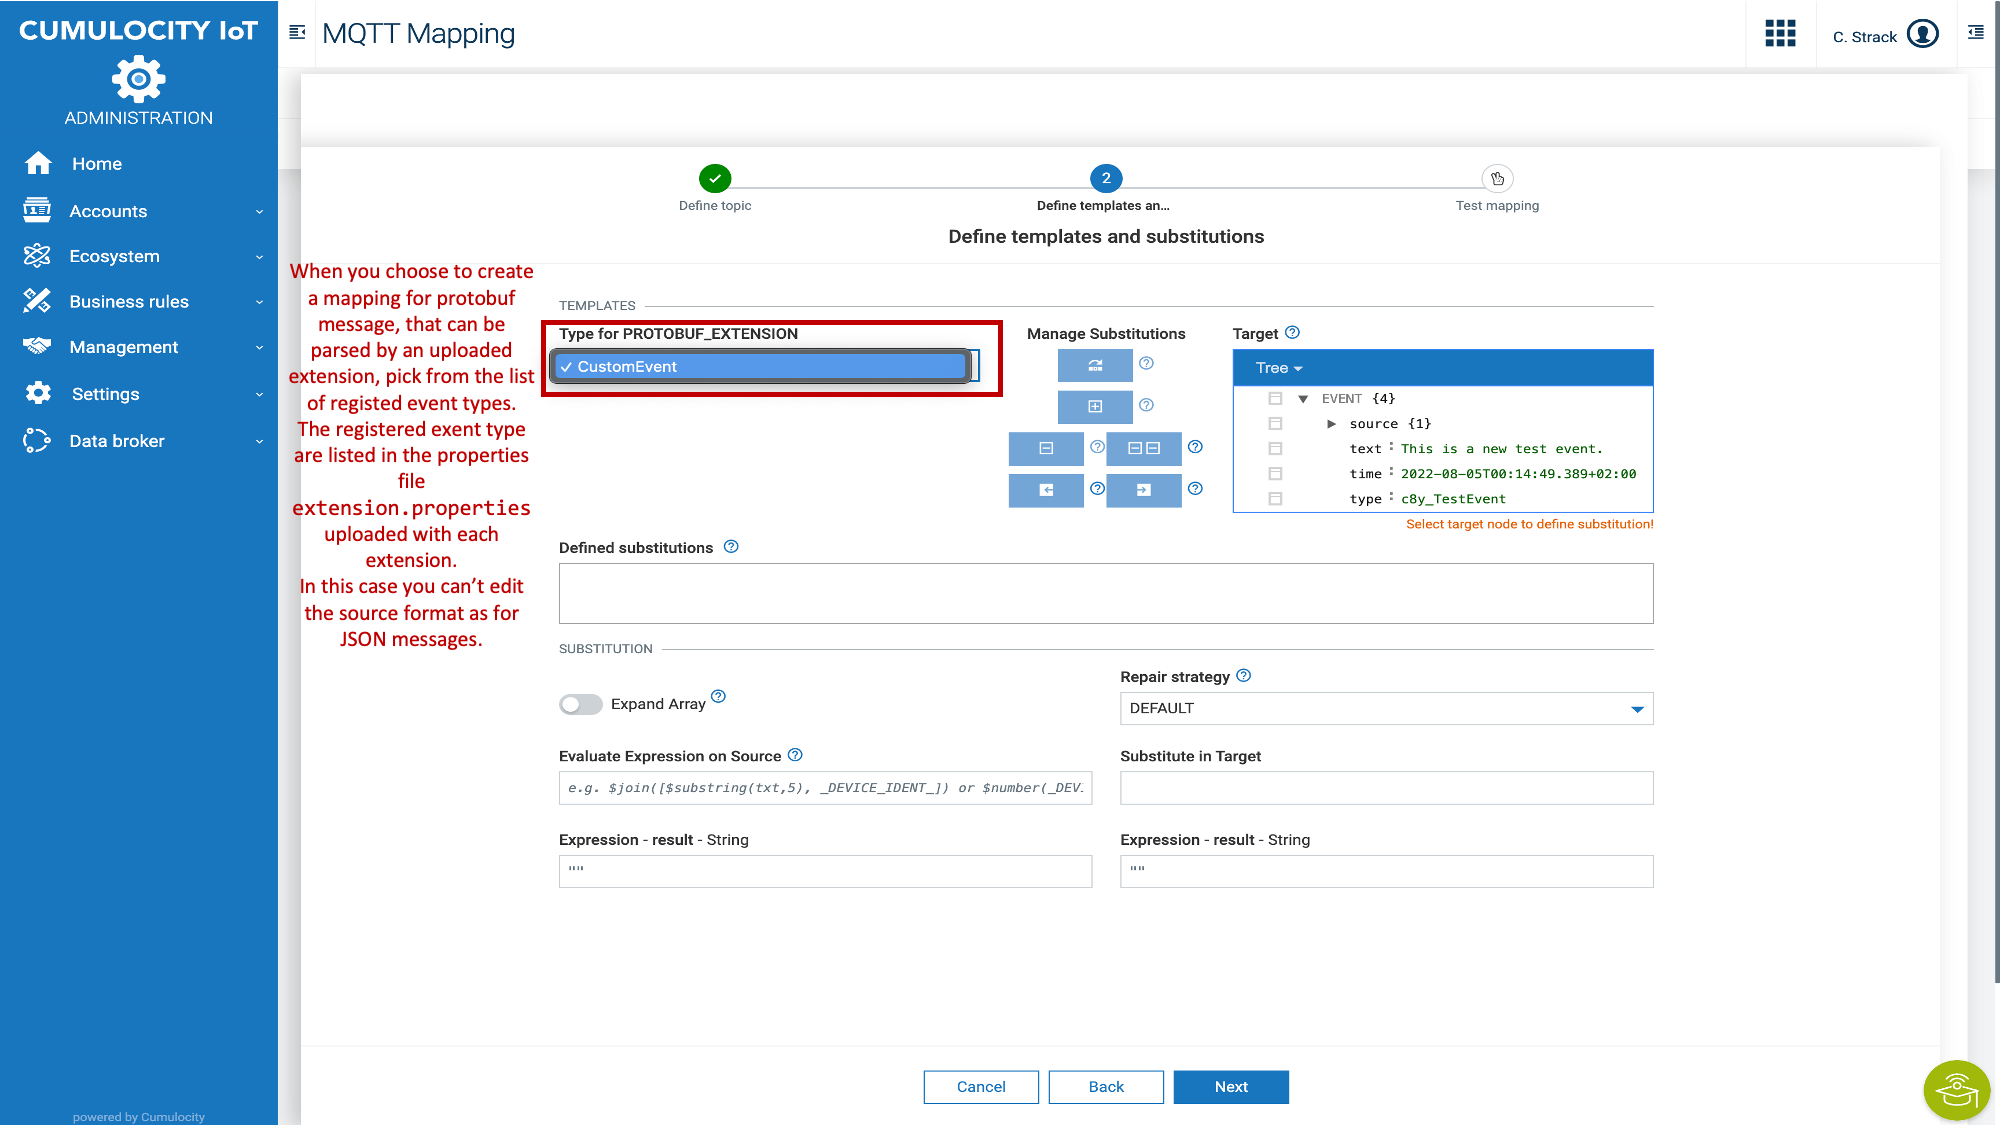 CUMULOCITY IoT
ADMINISTRATION
Home
Accounts
Ecosystem
Business rules
Management
Settings
Data broker
powered by Cumulocity
MQTT Mapping
C. Strack
2
Define topic
Define templates an...
Test mapping
Define templates and substitutions
When you choose to create
a mapping for protobuf
message, that can be
parsed by an uploaded
extension, pick from the list
of registed event types.
The registered exent type
are listed in the properties
file
extension.properties
uploaded with each
extension.
In this case you can’t edit
the source format as for
JSON messages.
TEMPLATES
Type for PROTOBUF_EXTENSION
✓ CustomEvent
Manage Substitutions
Target
Tree
EVENT {4}
source {1}
text : This is a new test event.
time : 2022-08-05T00:14:49.389+02:00
type : c8y_TestEvent
Select target node to define substitution!
Defined substitutions
SUBSTITUTION
Expand Array
Repair strategy
DEFAULT
Evaluate Expression on Source
Substitute in Target
e.g. $join([$substring(txt,5), _DEVICE_IDENT_]) or $number(_DEV.
Expression - result - String
Expression - result - String
""
""
Cancel
Back
Next